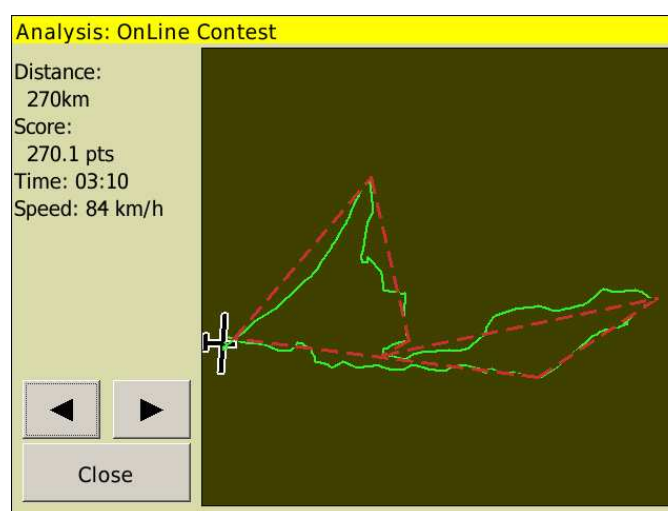 Analysis: OnLine Contest
Distance:
270km
Score:
270.1 pts
Time: 03:10
Speed: 84 km/h
Close